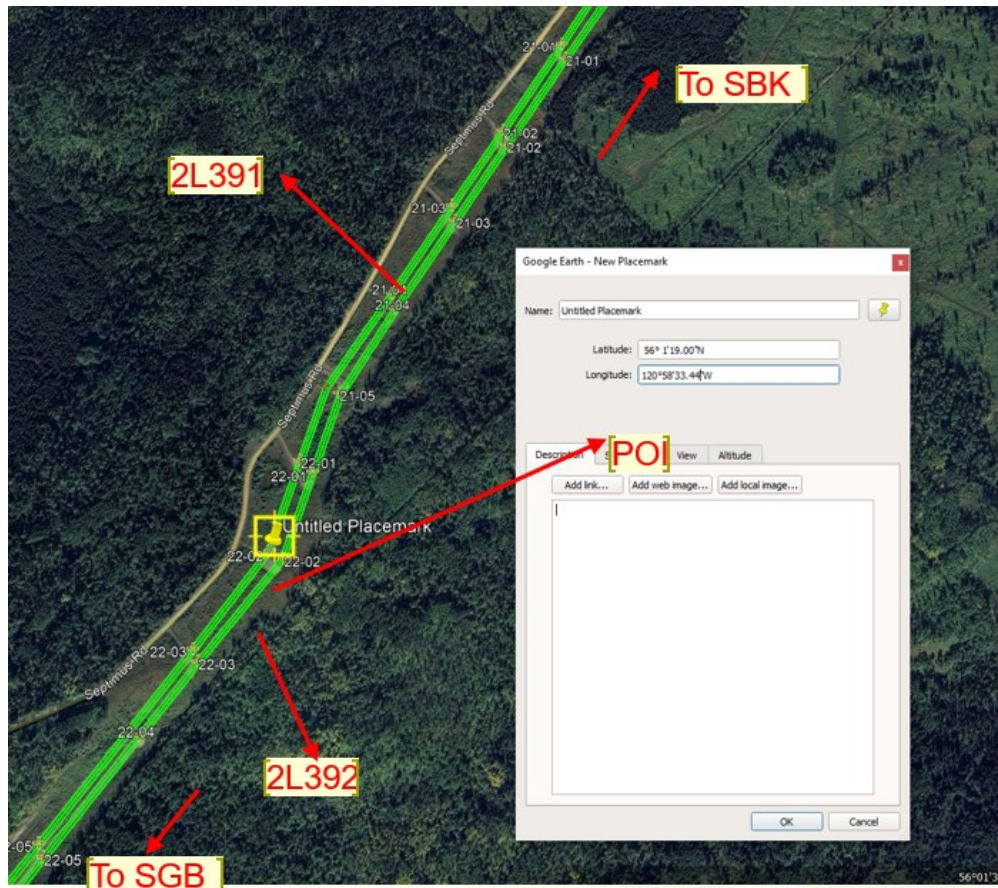 21-04
21-01
To SBK
21-02
21-02
Septimus Rd
2L391
21-03
21-03
Google Earth - New Placemark
x
21-04
21-04
Name: Untitled Placemark
Latitude: 56° 1'19.00"N
Longitude: 120°58'33.44"W
Septimus Rd
21-05
POI
Description
View
Altitude
22-01
22-01
Add link...
Add web image...
Add local image...
Untitled Placemark
22-02
22-02
22-03
22-03
Septimus Rd
22-04
2L392
OK
Cancel
22-05
To SGB
56°01'3